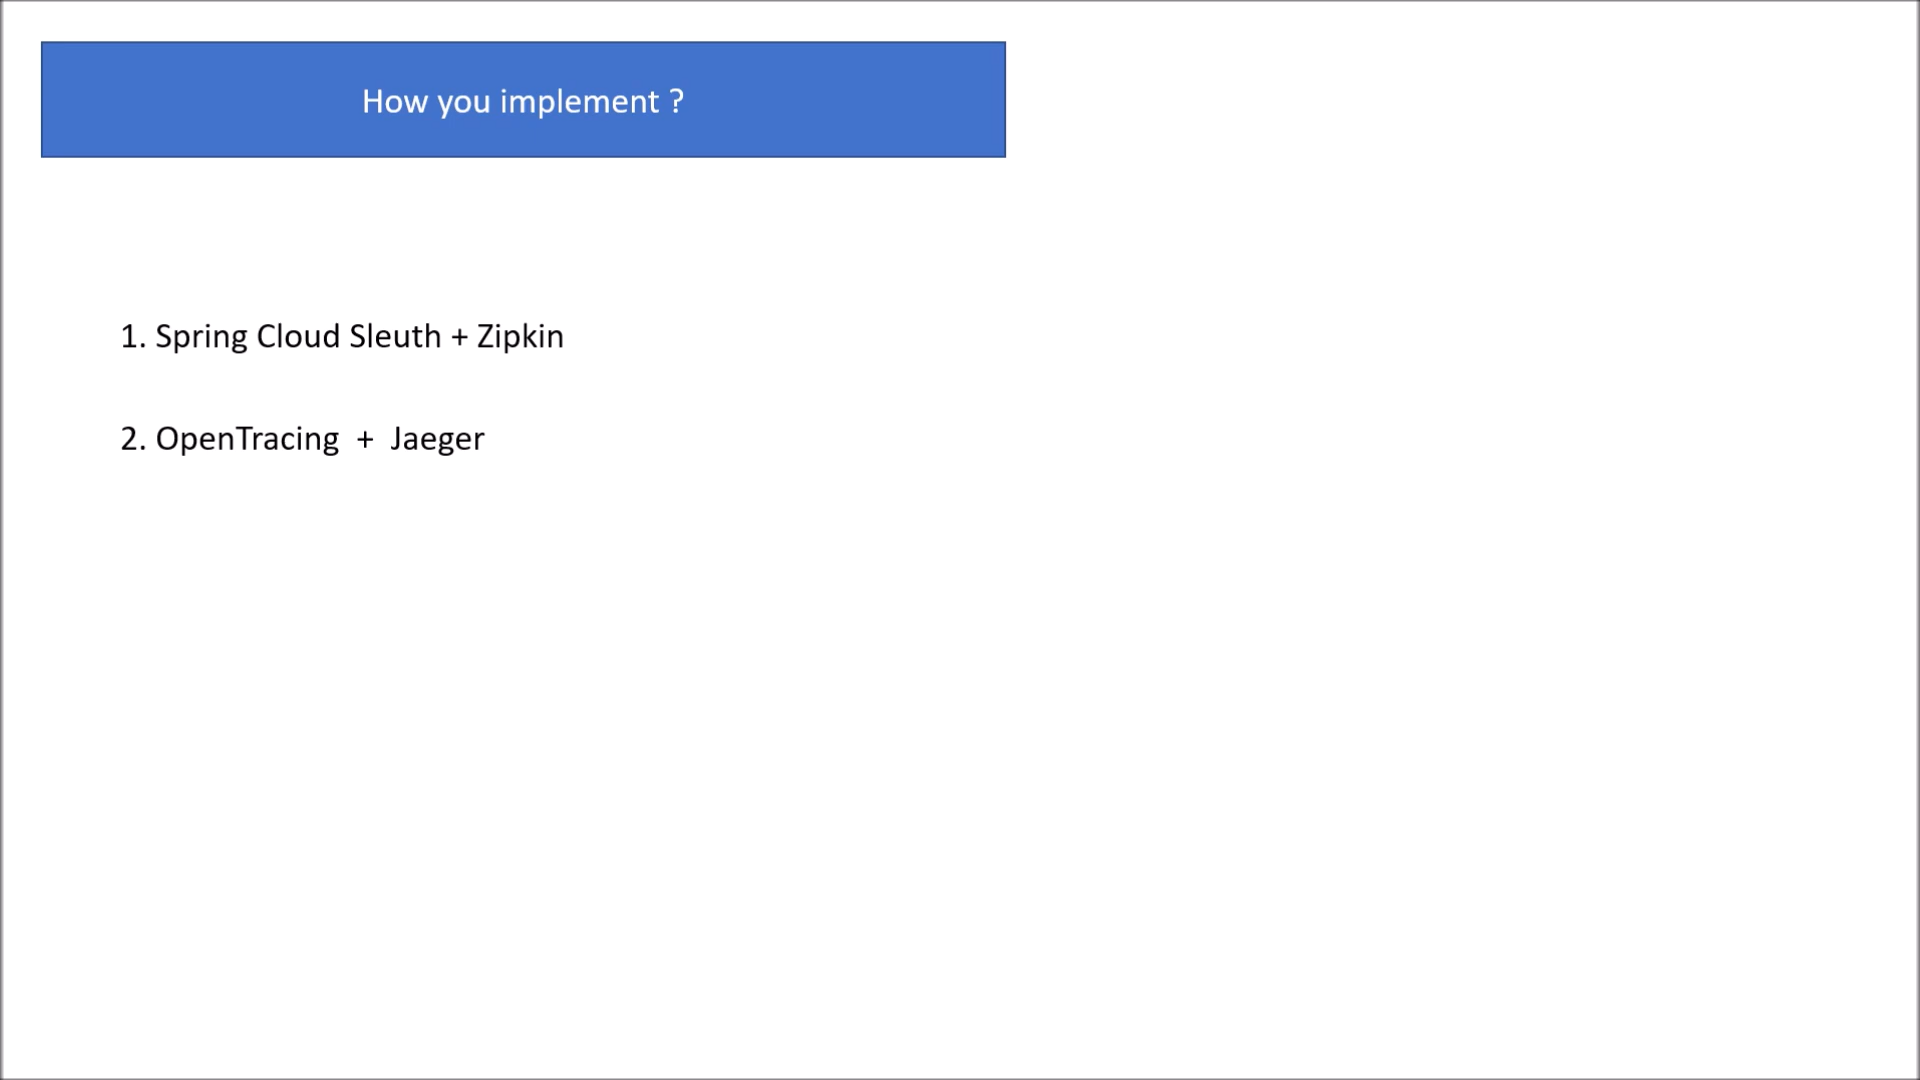 How you implement ?
1. Spring Cloud Sleuth + Zipkin
2. OpenTracing  +  Jaeger